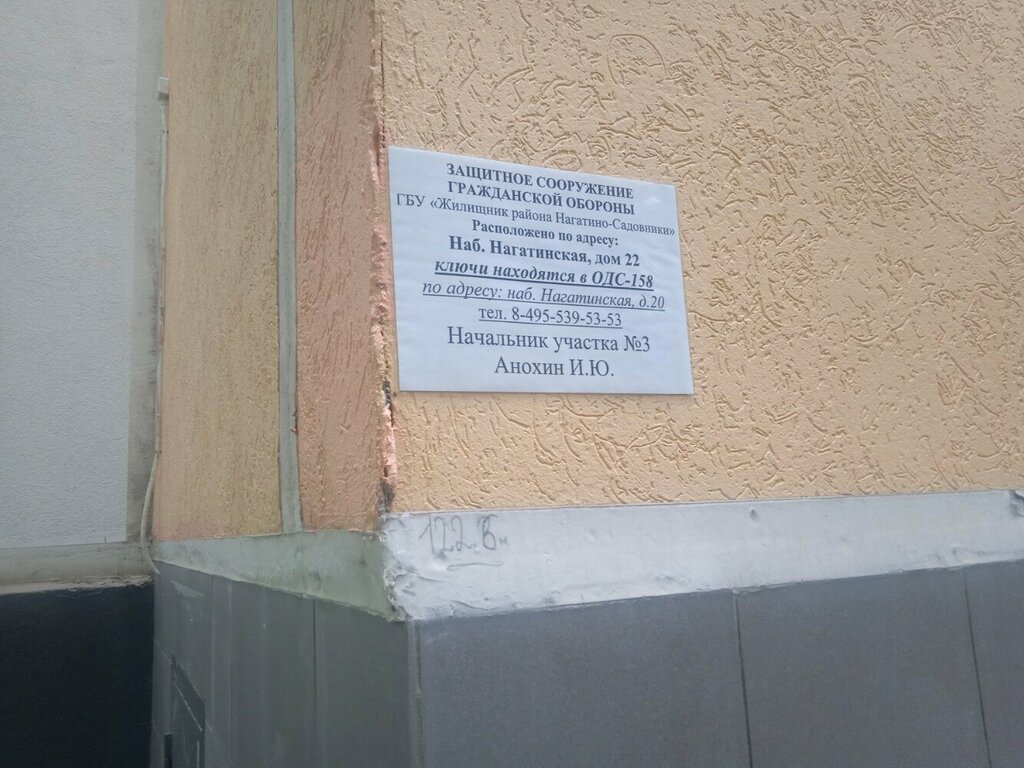 ЗАЩИТНОЕ СООРУЖЕНИЕ
ГРАЖДАНСКОЙ ОБОРОНЫ
ГБУ «Жилищник района Нагатино-Садовники»
Расположено по адресу:
Наб. Нагатинская, дом 22
ключи находятся в ОДС-158
по адресу: наб. Нагатинская, д.20
тел. 8-495-539-53-53
Начальник участка №3
Анохин И.Ю.
122.6 м